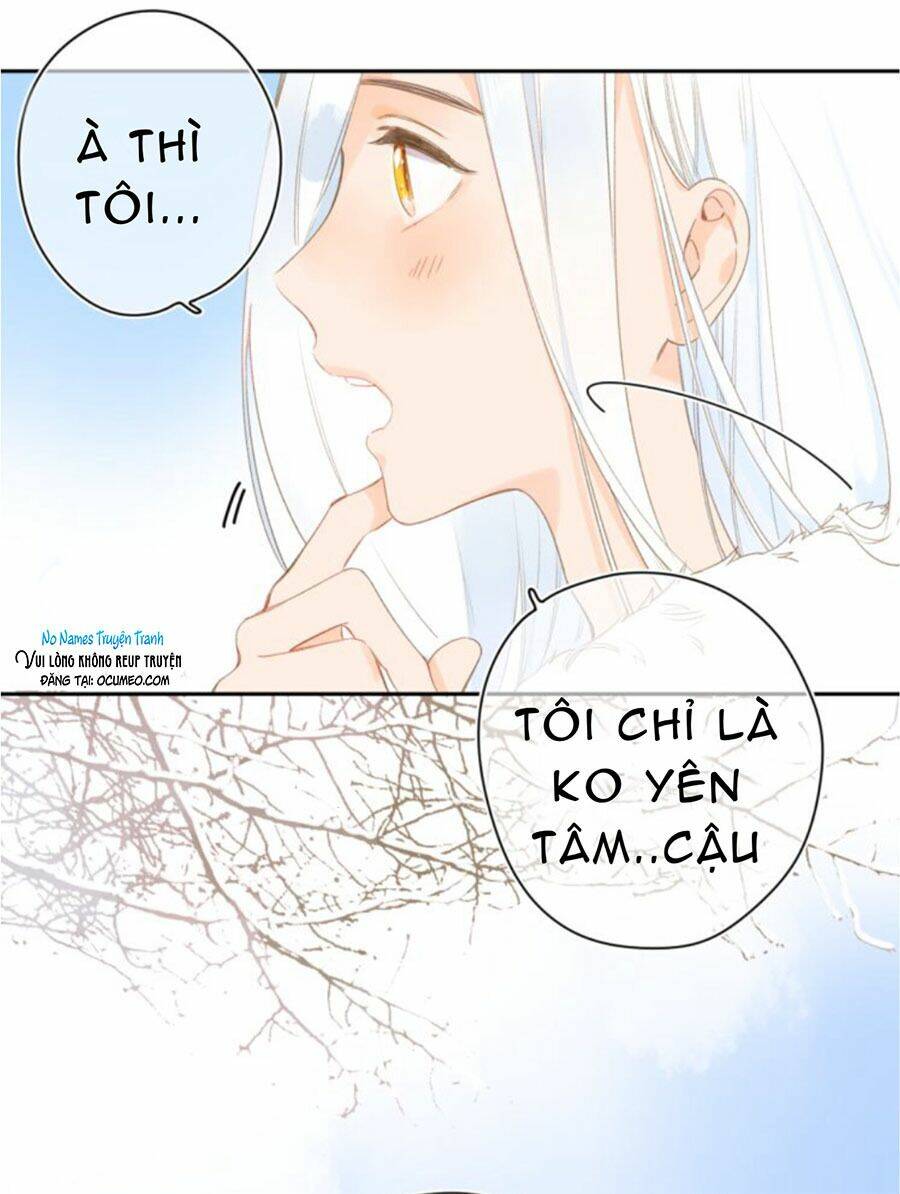 À THÌ
TÔI...
No Names Truyện Tranh
VUI LÒNG KHÔNG REUP TRUYỆN
ĐĂNG TẠI: OCUMEO.COM
TÔI CHỈ LÀ
KO YÊN
TÂM..CẬU